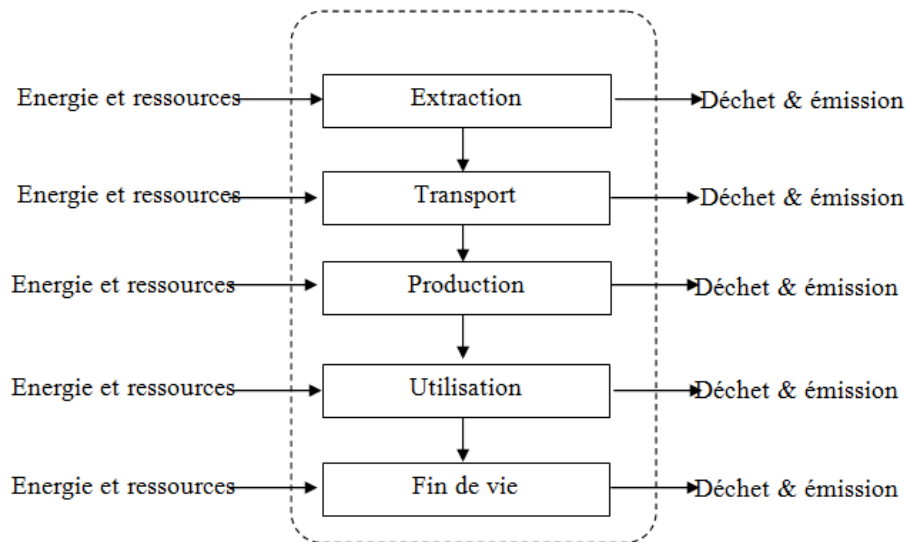 Energie et ressources Extraction Déchet & émission
Energie et ressources Transport Déchet & émission
Energie et ressources Production Déchet & émission
Energie et ressources Utilisation Déchet & émission
Energie et ressources Fin de vie Déchet & émission